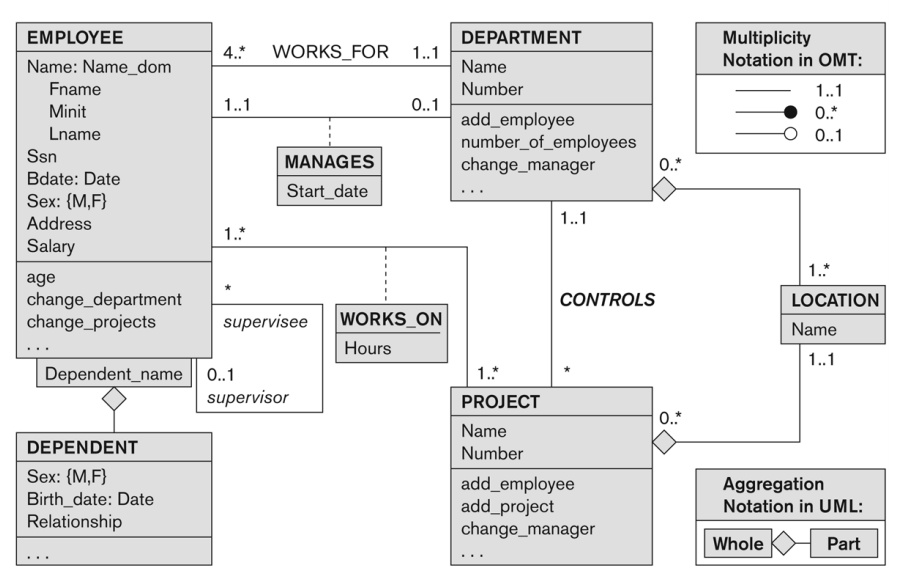 EMPLOYEE
Name: Name_dom
Fname
Minit
Lname
Ssn
Bdate: Date
Sex: {M,F}
Address
Salary
age
change_department
change_projects
. . .
Dependent_name
DEPENDENT
Sex: {M,F}
Birth_date: Date
Relationship
. . .
4..* WORKS_FOR 1..1
1..1 0..1
MANAGES
Start_date
1..*
*
supervisee
0..1
supervisor
WORKS_ON
Hours
1..*
DEPARTMENT
Name
Number
add_employee
number_of_employees
change_manager
. . .
0..*
1..1
CONTROLS
*
PROJECT
Name
Number
add_employee
add_project
change_manager
. . .
0..*
1..*
LOCATION
Name
1..1
Multiplicity
Notation in OMT:
1..1
0..*
0..1
Aggregation
Notation in UML:
Whole Part